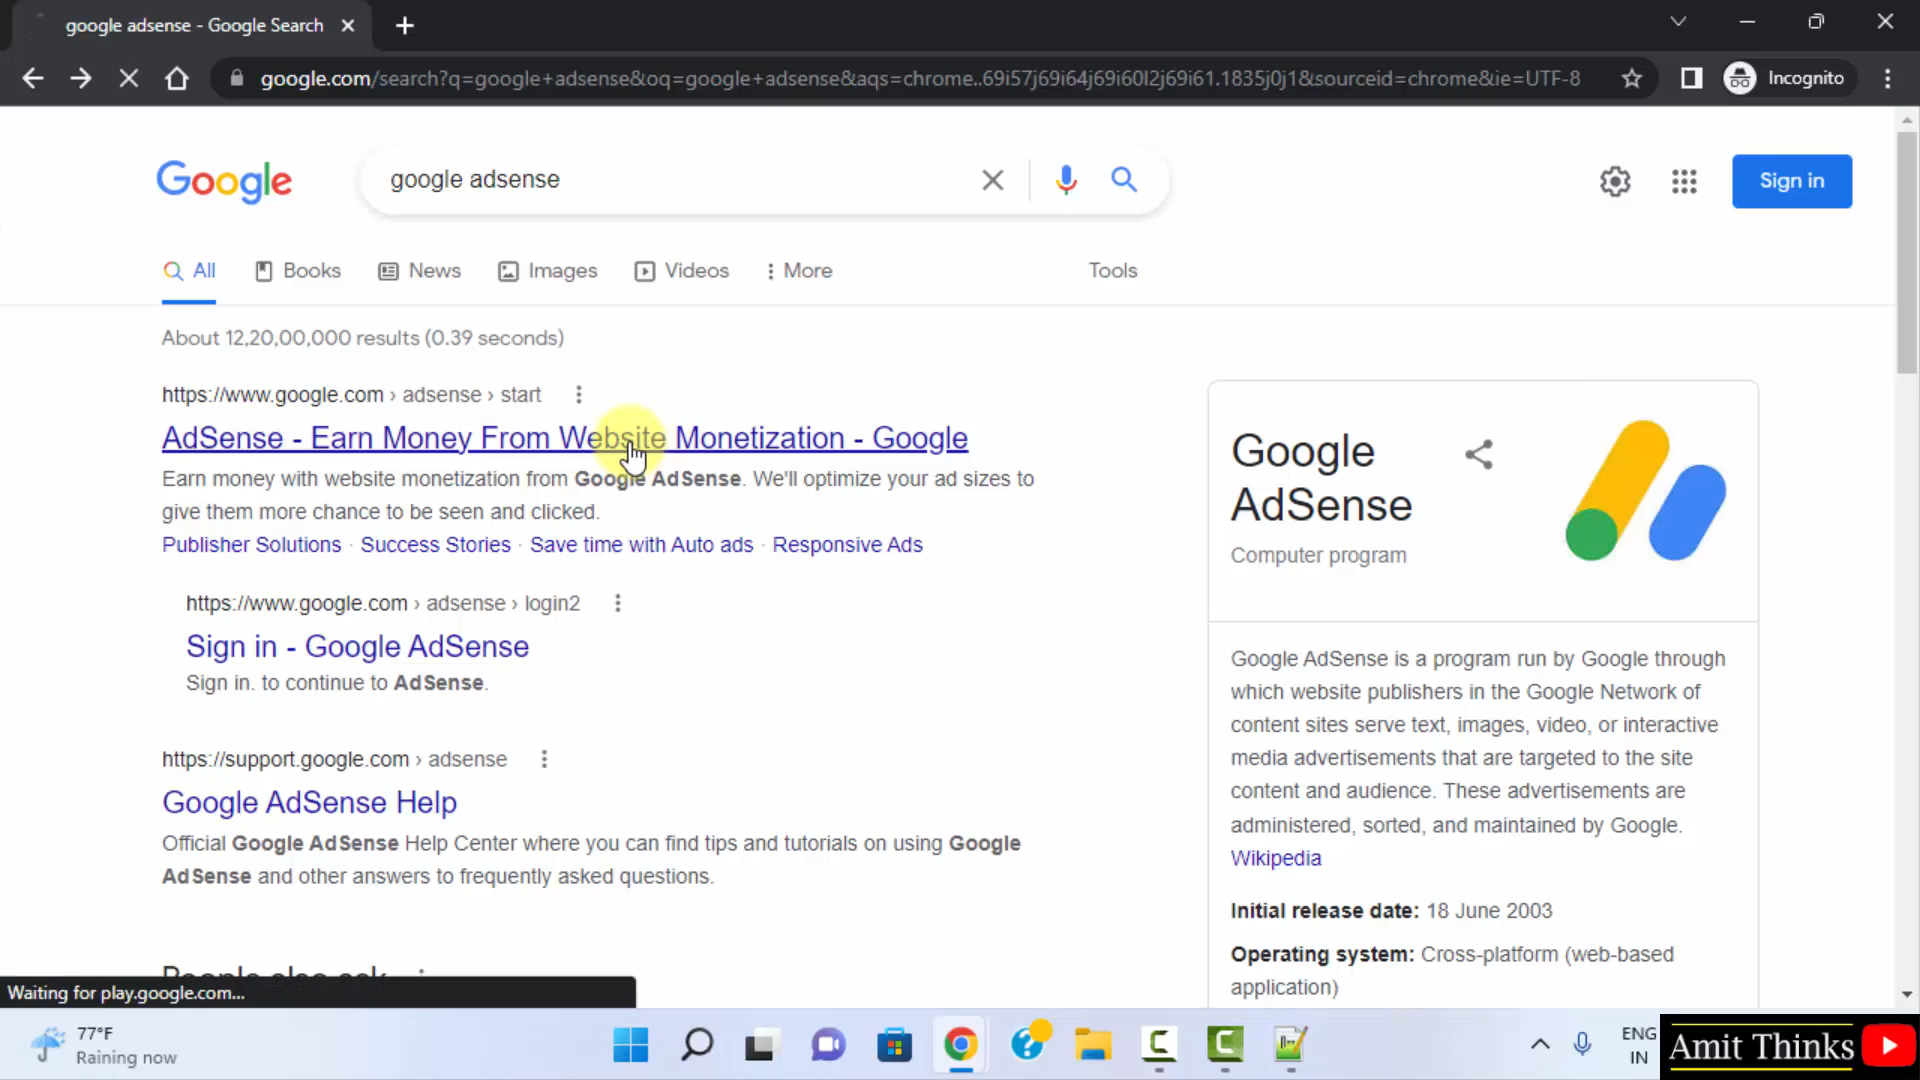 google adsense - Google Search
google.com/search?q=google+adsense&oq=google+adsense&aqs=chrome..69i57j69i64j69i60l2j69i61.1835j0j1&sourceid=chrome&ie=UTF-8
Incognito
Google
google adsense
Sign in
All
Books
News
Images
Videos
More
Tools
About 12,20,00,000 results (0.39 seconds)
https://www.google.com › adsense › start
AdSense - Earn Money From Website Monetization - Google
Earn money with website monetization from Google AdSense. We'll optimize your ad sizes to
give them more chance to be seen and clicked.
Publisher Solutions · Success Stories · Save time with Auto ads · Responsive Ads
https://www.google.com › adsense › login2
Sign in - Google AdSense
Sign in. to continue to AdSense.
https://support.google.com › adsense
Google AdSense Help
Official Google AdSense Help Center where you can find tips and tutorials on using Google
AdSense and other answers to frequently asked questions.
People also ask
Google
AdSense
Computer program
Google AdSense is a program run by Google through
which website publishers in the Google Network of
content sites serve text, images, video, or interactive
media advertisements that are targeted to the site
content and audience. These advertisements are
administered, sorted, and maintained by Google.
Wikipedia
Initial release date: 18 June 2003
Operating system: Cross-platform (web-based
application)
Waiting for play.google.com...
77°F
Raining now
ENG
IN
Amit Thinks